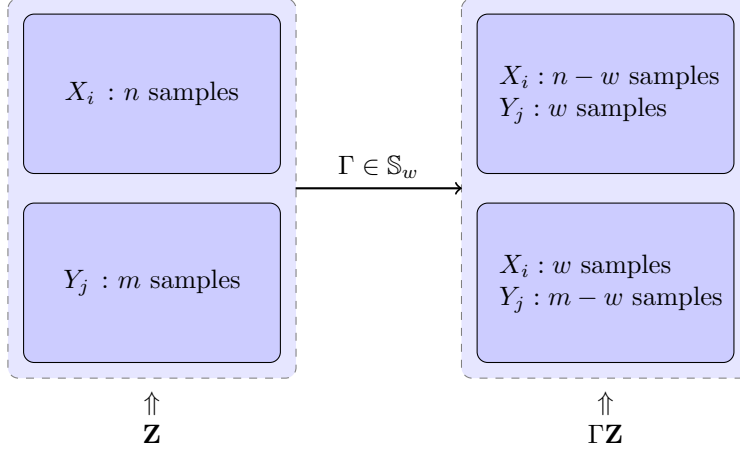 X_i : n samples
Y_j : m samples
Γ ∈ 𝕊_w
X_i : n − w samples
Y_j : w samples
X_i : w samples
Y_j : m − w samples
⇑
Z
⇑
ΓZ